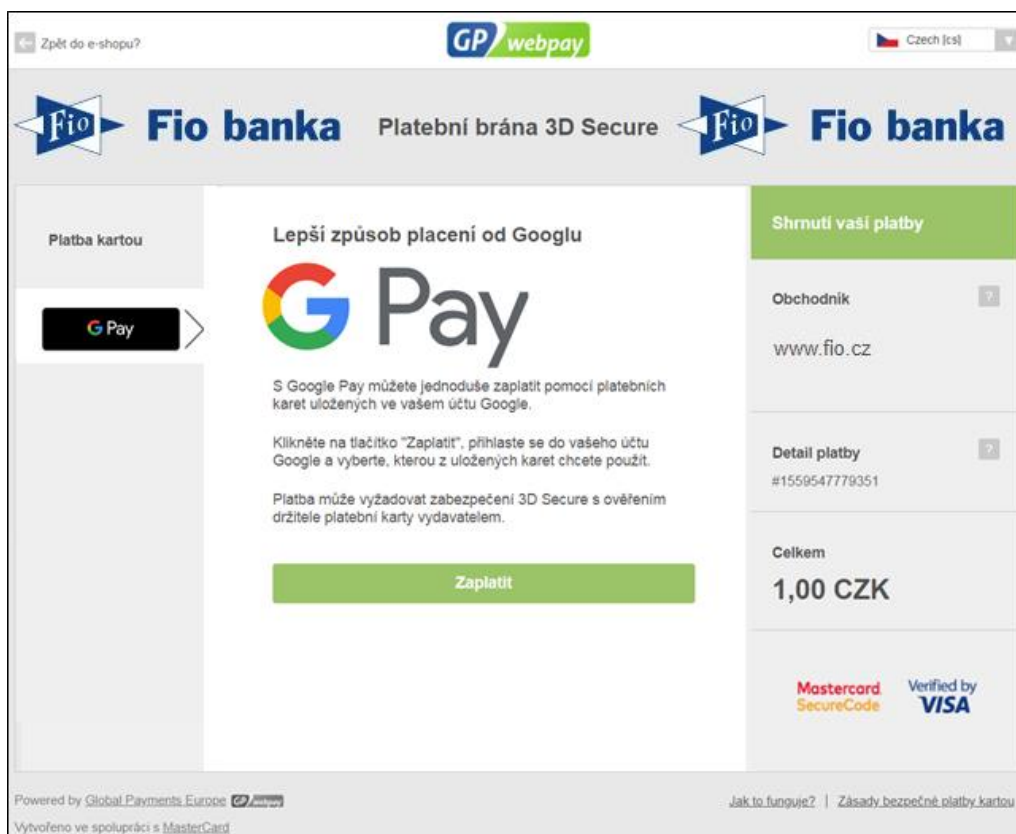 Zpět do e-shopu?
GP webpay
Czech [cs]
Fio Fio banka
Platební brána 3D Secure
Fio Fio banka
Platba kartou
G Pay
Lepší způsob placení od Googlu
G Pay
S Google Pay můžete jednoduše zaplatit pomocí platebních
karet uložených ve vašem účtu Google.
Klikněte na tlačítko "Zaplatit", přihlaste se do vašeho účtu
Google a vyberte, kterou z uložených karet chcete použít.
Platba může vyžadovat zabezpečení 3D Secure s ověřením
držitele platební karty vydavatelem.
Zaplatit
Shrnutí vaší platby
Obchodník
?
www.fio.cz
Detail platby
?
#1559547779351
Celkem
1,00 CZK
Mastercard
SecureCode
Verified by
VISA
Powered by Global Payments Europe GP webpay
Vytvořeno ve spolupráci s MasterCard
Jak to funguje? | Zásady bezpečné platby kartou